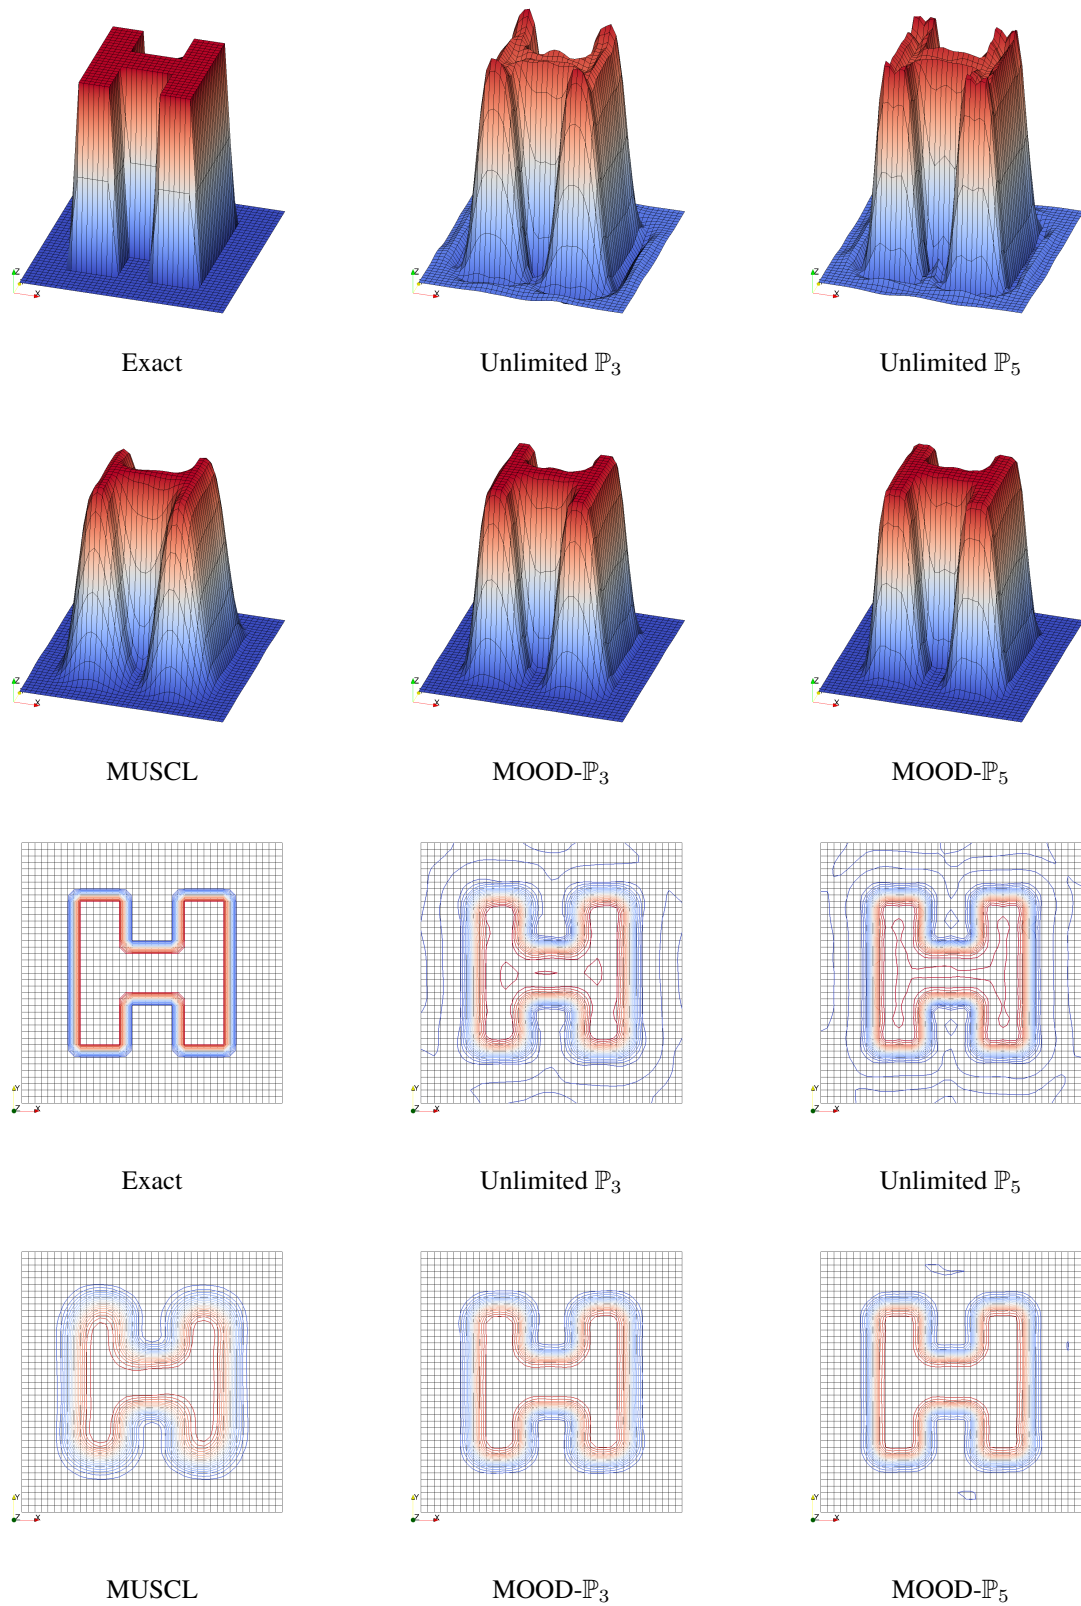 Z
X
Z
X
Z
X
Exact
Unlimited ℙ₃
Unlimited ℙ₅
Z
X
Z
X
Z
X
MUSCL
MOOD-ℙ₃
MOOD-ℙ₅
Y
Z
X
Y
Z
X
Y
Z
X
Exact
Unlimited ℙ₃
Unlimited ℙ₅
Y
Z
X
Y
Z
X
Y
Z
X
MUSCL
MOOD-ℙ₃
MOOD-ℙ₅